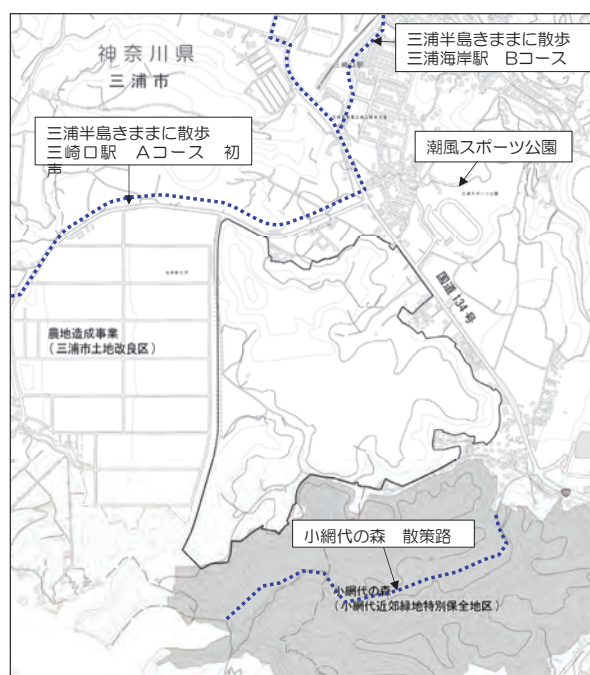 神奈川県
三浦市
三浦半島きままに散歩
三浦海岸駅 Bコース
三浦半島きままに散歩
三崎口駅 Aコース 初
声
潮風スポーツ公園
国道134号
農地造成事業
（三浦市土地改良区）
小網代の森 散策路
小網代の森
（小網代近郊緑地特別保全地区）